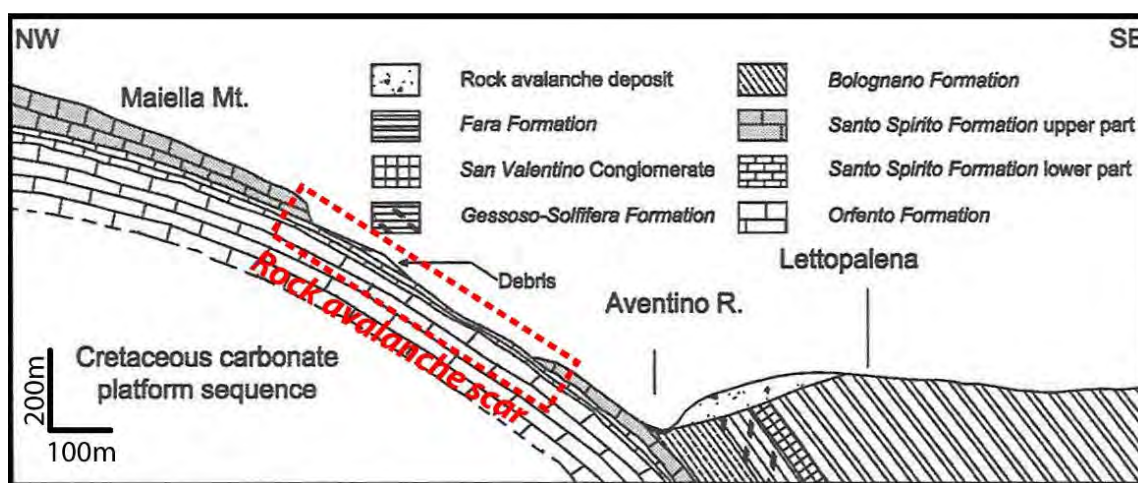 NW
SE
Maiella Mt.
Rock avalanche deposit
Fara Formation
San Valentino Conglomerate
Gessoso-Solfifera Formation
Bolognano Formation
Santo Spirito Formation upper part
Santo Spirito Formation lower part
Orfento Formation
Lettopalena
Debris
Aventino R.
Rock avalanche scar
Cretaceous carbonate
platform sequence
200m
100m